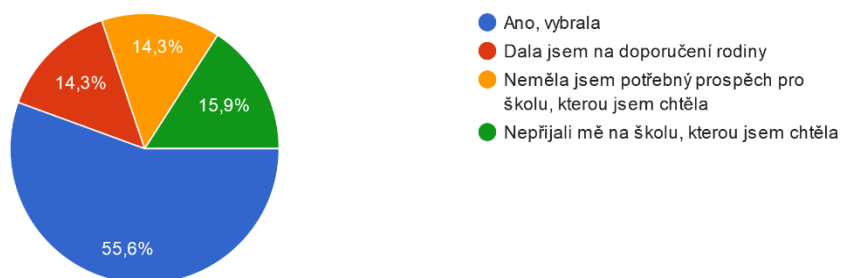 14,3%
14,3%
15,9%
55,6%
Ano, vybrala
Dala jsem na doporučení rodiny
Neměla jsem potřebný prospěch pro
školu, kterou jsem chtěla
Nepřijali mě na školu, kterou jsem chtěla